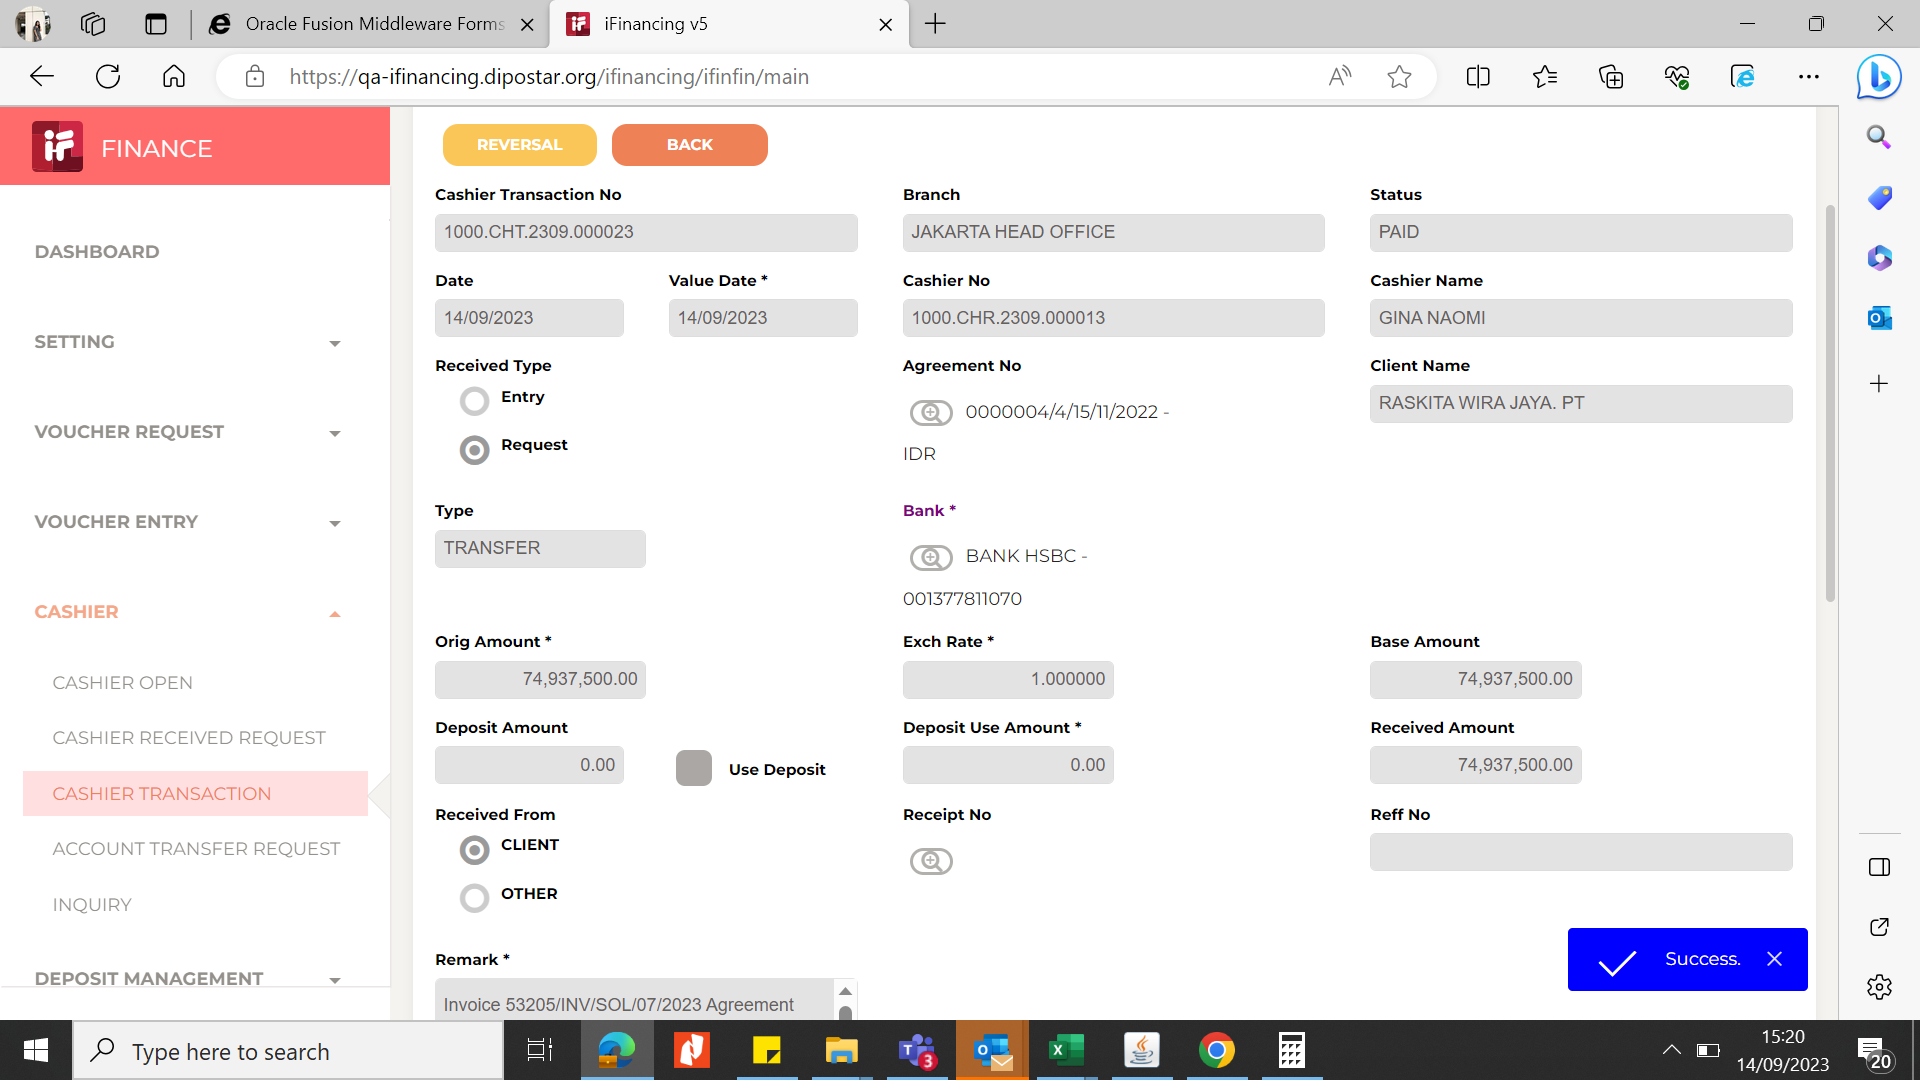 Oracle Fusion Middleware Forms
iFinancing v5
https://qa-ifinancing.dipostar.org/ifinancing/ifinfin/main
iF FINANCE
DASHBOARD
SETTING
VOUCHER REQUEST
VOUCHER ENTRY
CASHIER
CASHIER OPEN
CASHIER RECEIVED REQUEST
CASHIER TRANSACTION
ACCOUNT TRANSFER REQUEST
INQUIRY
DEPOSIT MANAGEMENT
REVERSAL BACK
Cashier Transaction No Branch Status
1000.CHT.2309.000023 JAKARTA HEAD OFFICE PAID
Date Value Date * Cashier No Cashier Name
14/09/2023 14/09/2023 1000.CHR.2309.000013 GINA NAOMI
Received Type Agreement No Client Name
Entry 0000004/4/15/11/2022 - RASKITA WIRA JAYA. PT
Request IDR
Type Bank *
TRANSFER BANK HSBC -
001377811070
Orig Amount * Exch Rate * Base Amount
74,937,500.00 1.000000 74,937,500.00
Deposit Amount Deposit Use Amount * Received Amount
0.00 Use Deposit 0.00 74,937,500.00
Received From Receipt No Reff No
CLIENT
OTHER
Remark *
Invoice 53205/INV/SOL/07/2023 Agreement
Success.
Type here to search
3
15:20
14/09/2023
20